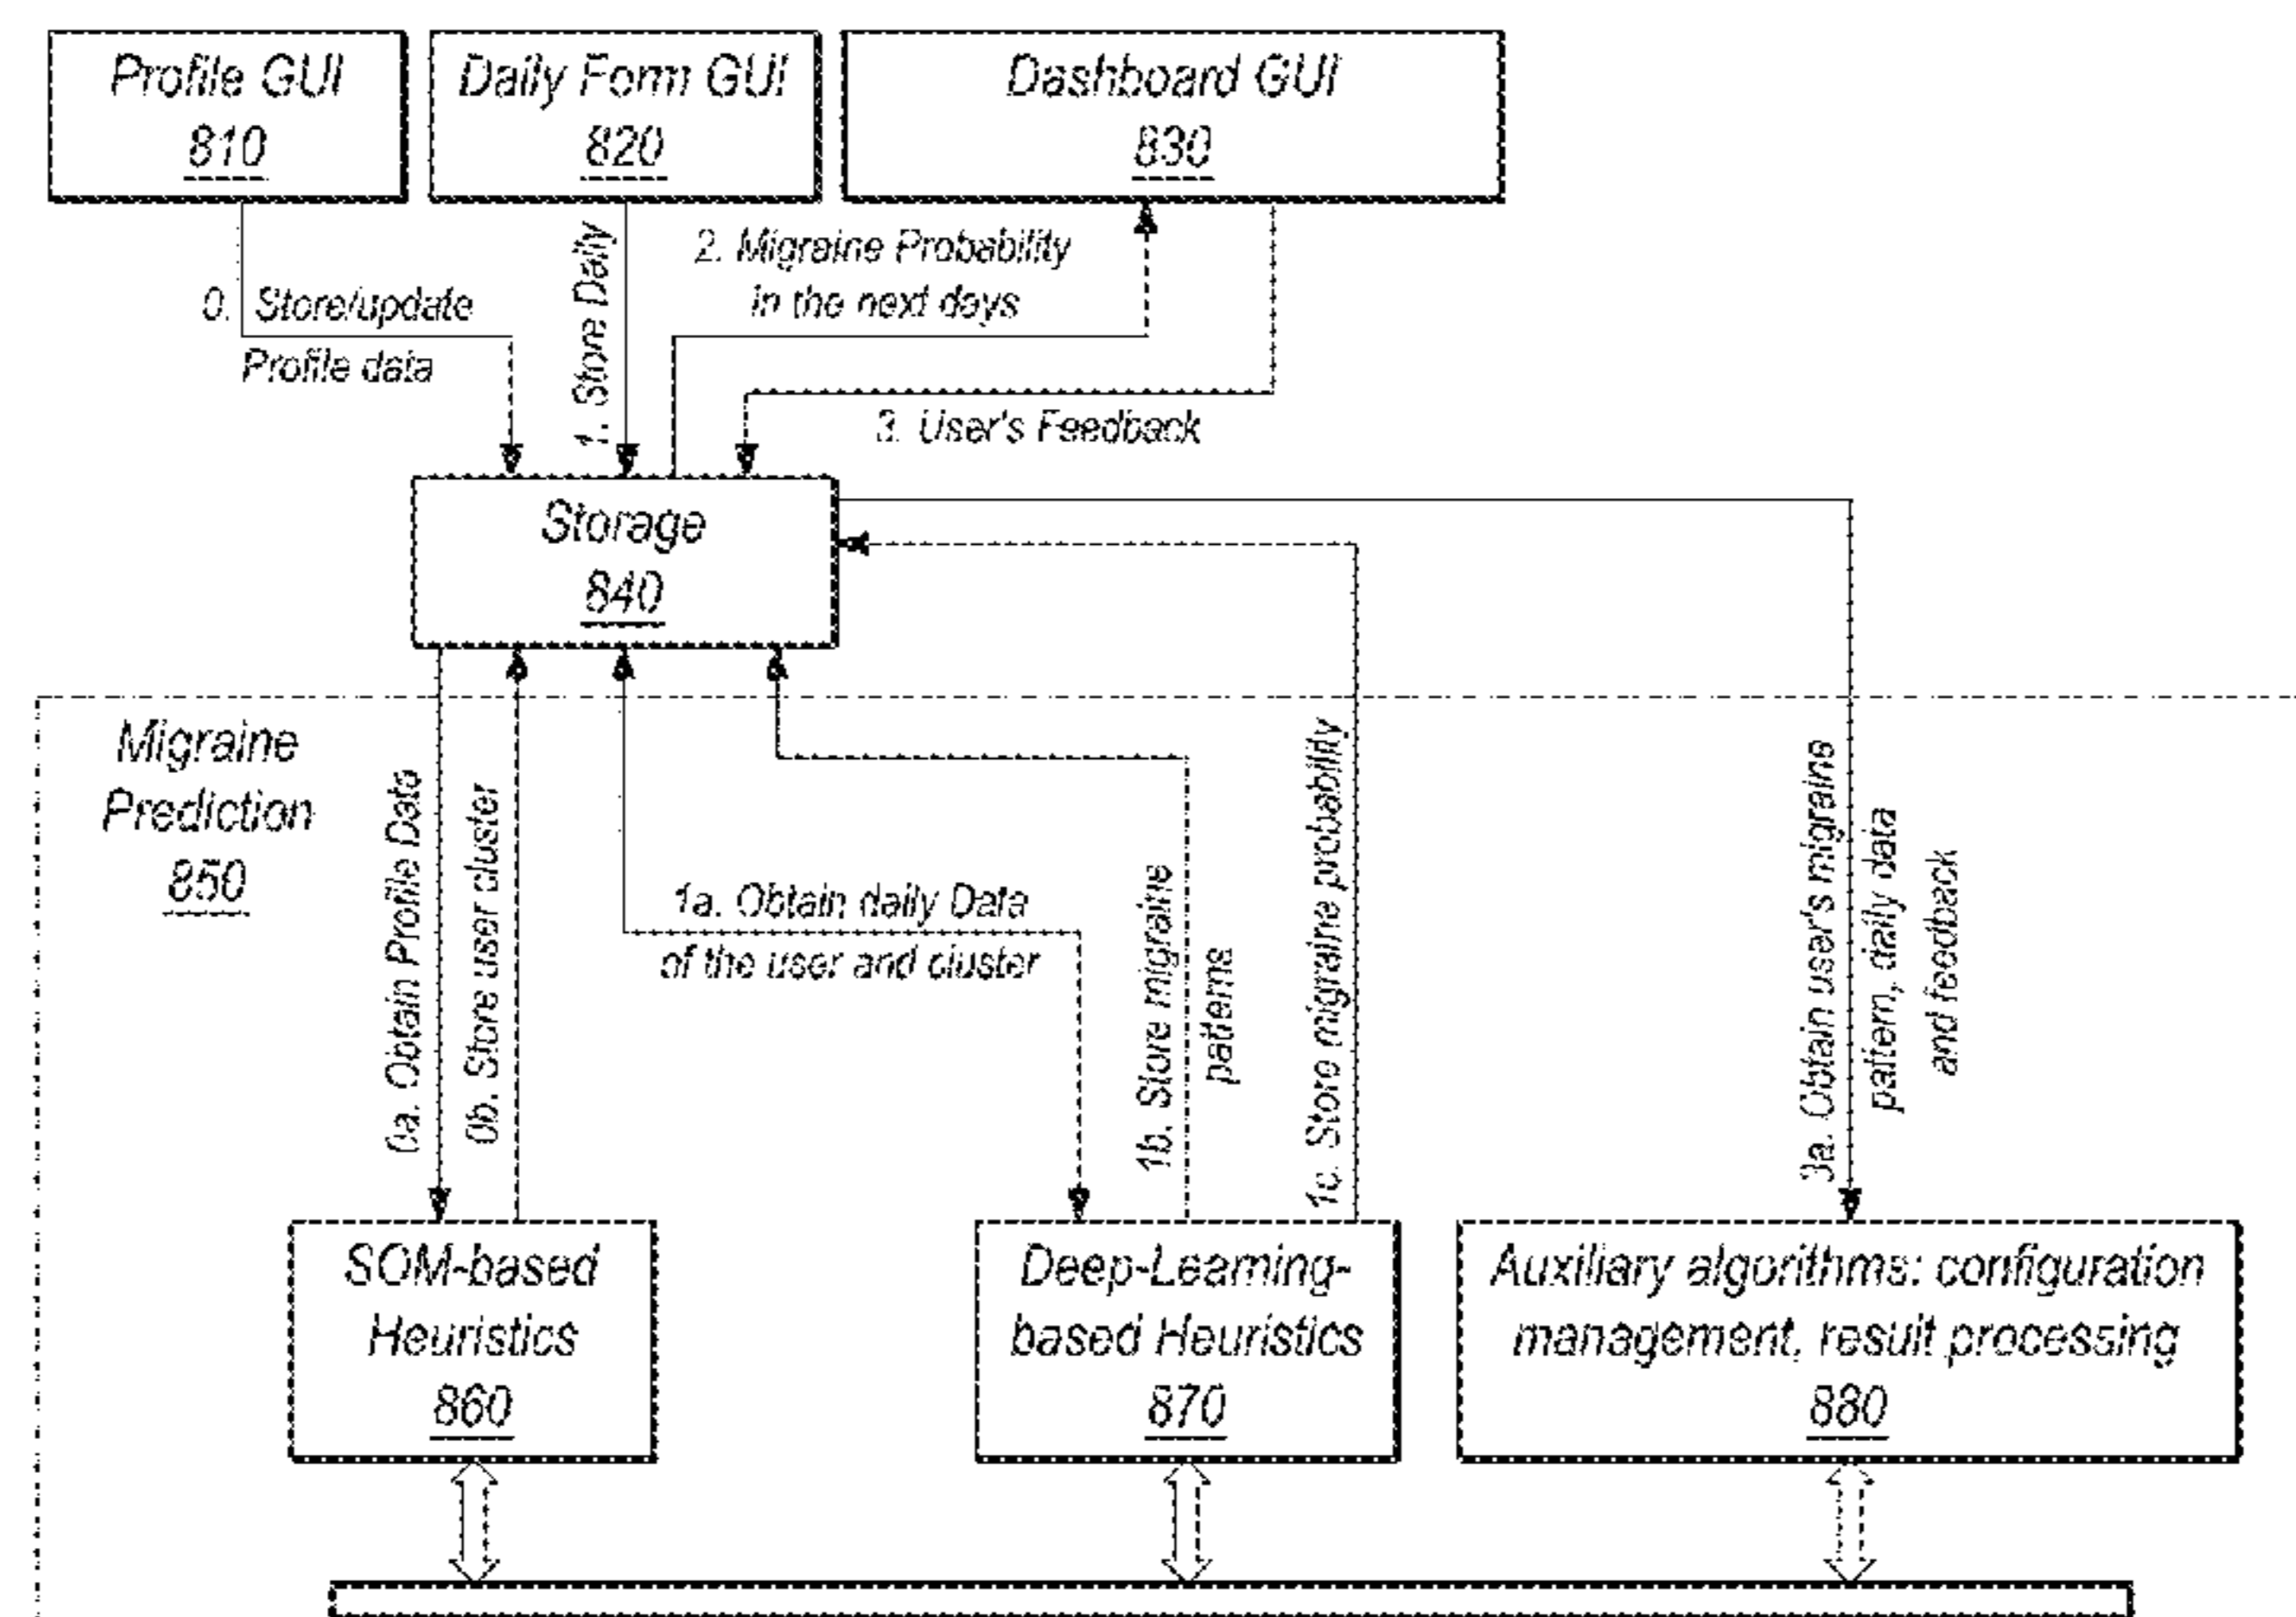 Profile GUI
810
Daily Form GUI
820
Dashboard GUI
830
0. Store/update
Profile data
1. Store Daily
2. Migraine Probability
in the next days
3. User's Feedback
Storage
840
Migraine
Prediction
850
0a. Obtain Profile Data
0b. Store user cluster
1a. Obtain daily Data
of the user and cluster
1b. Store migraine
patterns
1c. Store migraine probability
3a. Obtain user's migraine
pattern, daily data
and feedback
SOM-based
Heuristics
860
Deep-Learning-
based Heuristics
870
Auxiliary algorithms: configuration
management, result processing
880